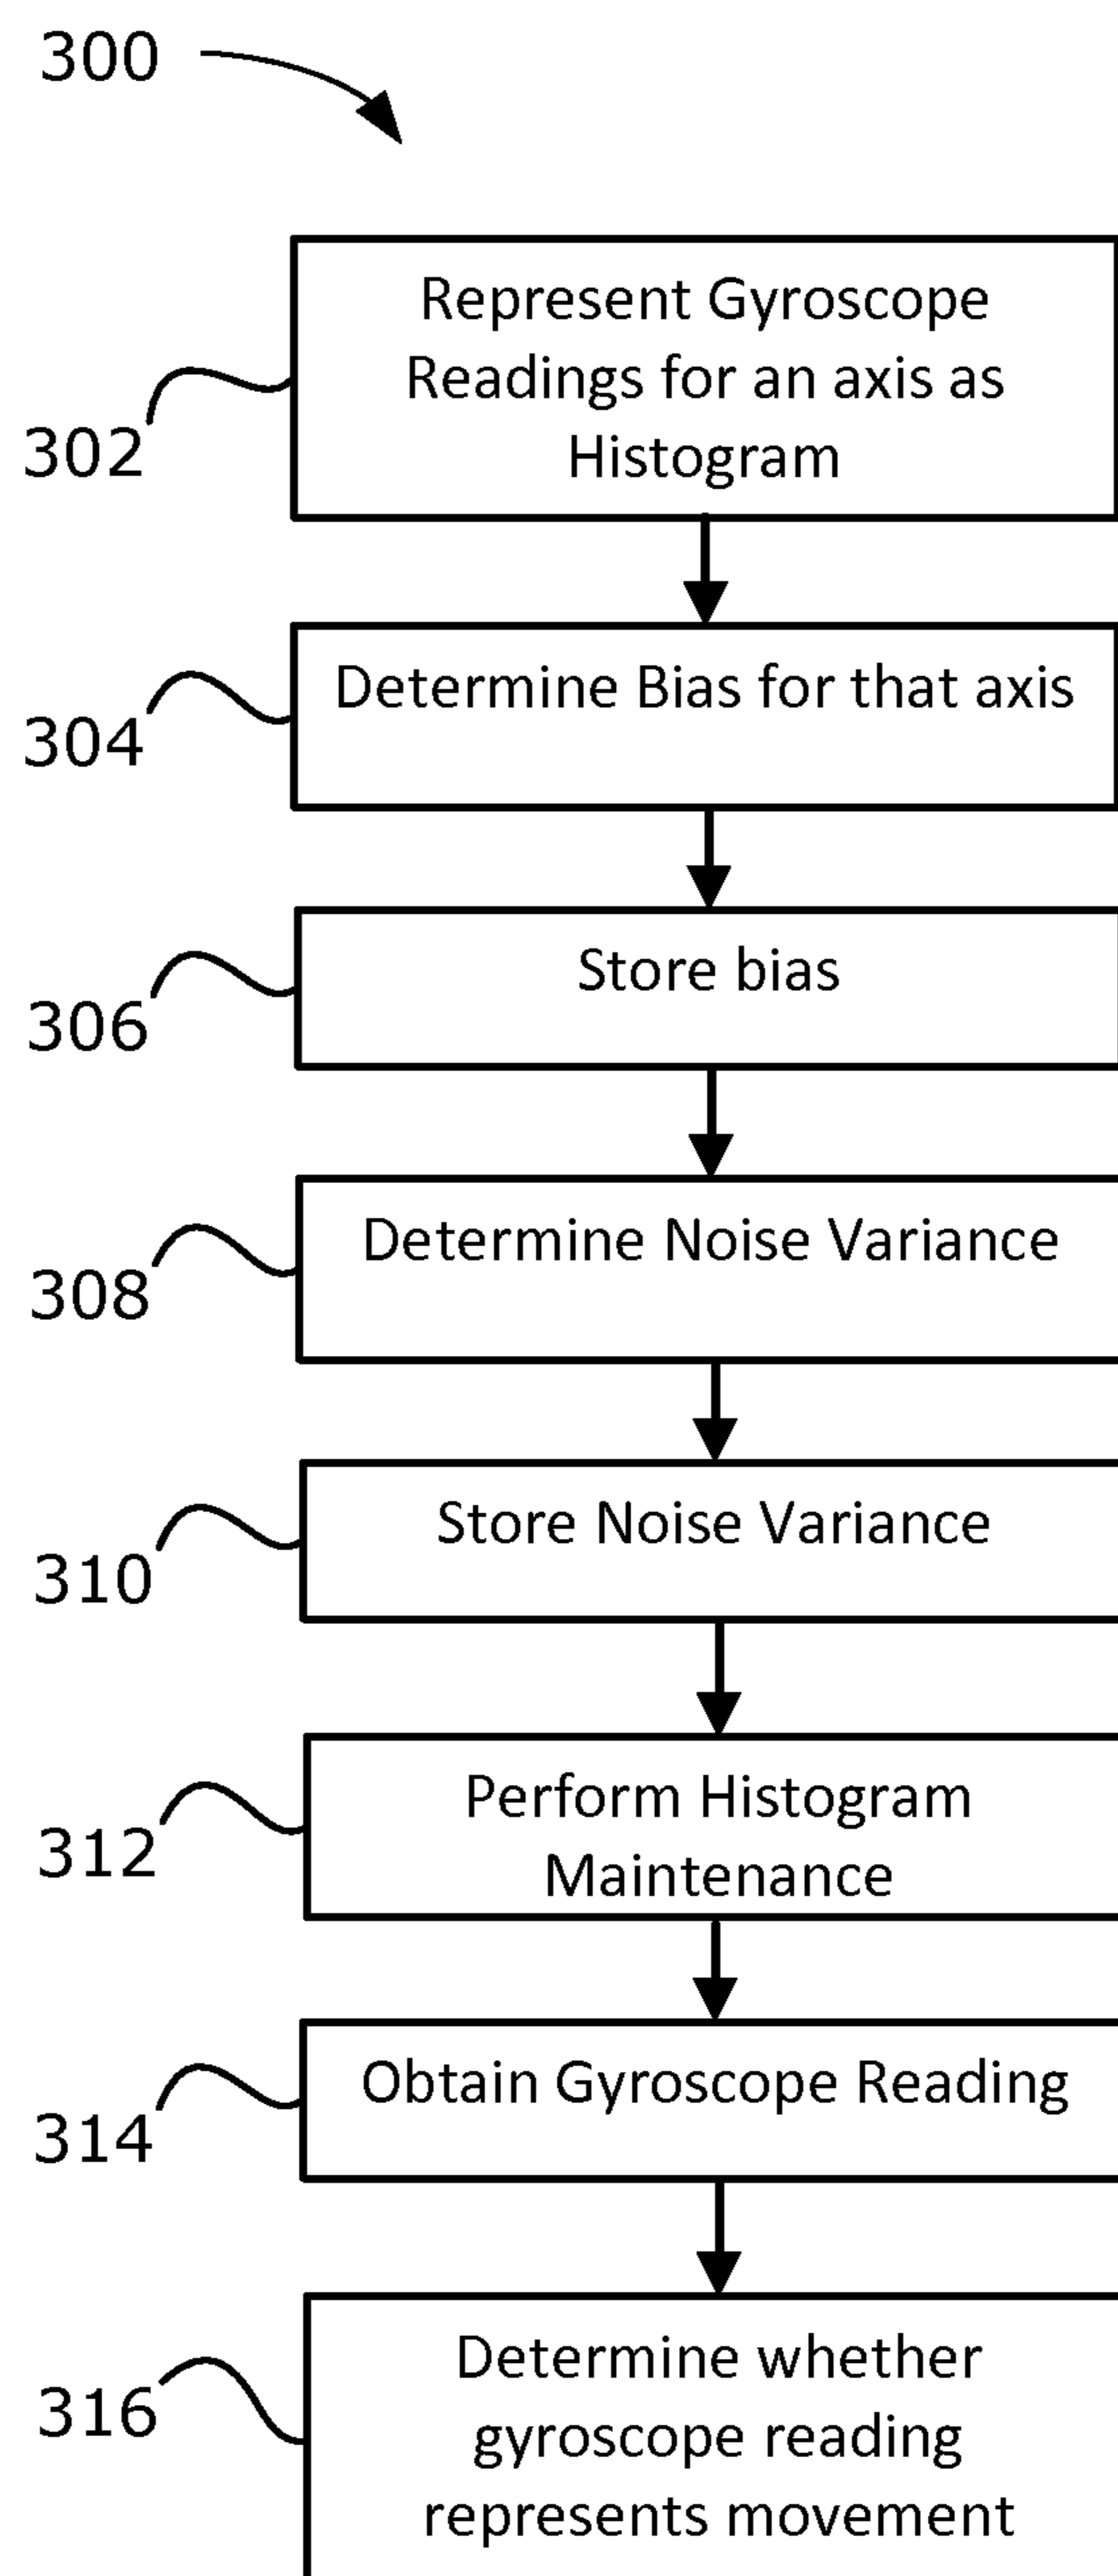 300
Represent Gyroscope
Readings for an axis as
Histogram
302
Determine Bias for that axis
304
Store bias
306
Determine Noise Variance
308
Store Noise Variance
310
Perform Histogram
Maintenance
312
Obtain Gyroscope Reading
314
Determine whether
gyroscope reading
represents movement
316